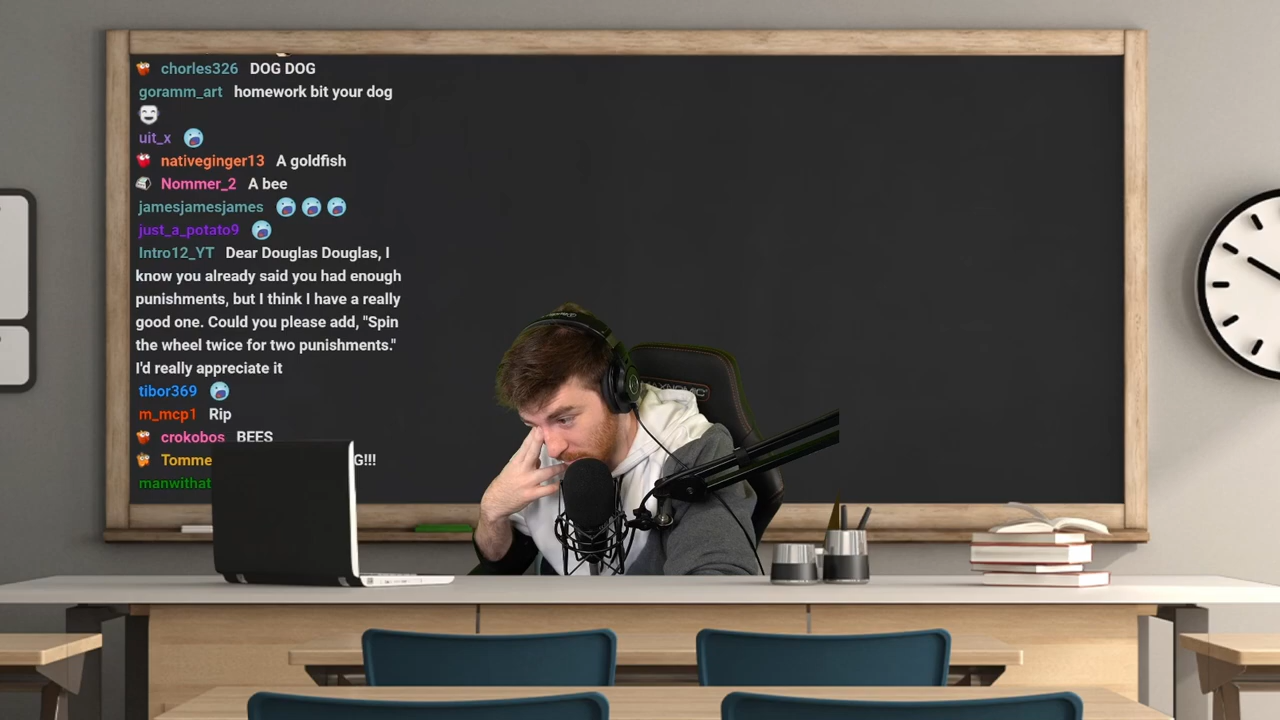 chorles326 DOG DOG
goramm_art homework bit your dog
uit_x
nativeginger13 A goldfish
Nommer_2 A bee
jamesjamesjames
just_a_potato9
Intro12_YT Dear Douglas Douglas, I
know you already said you had enough
punishments, but I think I have a really
good one. Could you please add, "Spin
the wheel twice for two punishments."
I'd really appreciate it
tibor369
m_mcp1 Rip
crokobos BEES
Tomme G!!!
manwithat
MAXNOMIC